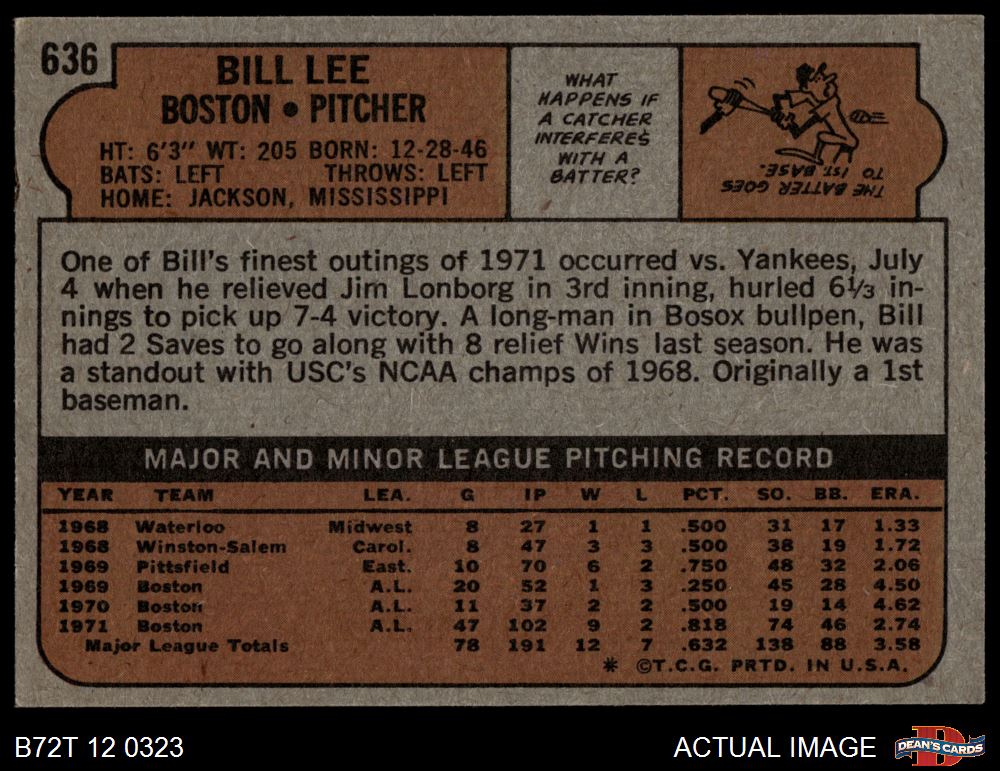 636
BILL LEE
BOSTON • PITCHER
HT: 6'3" WT: 205 BORN: 12-28-46
BATS: LEFT THROWS: LEFT
HOME: JACKSON, MISSISSIPPI
WHAT
HAPPENS IF
A CATCHER
INTERFERES
WITH A
BATTER?
THE BATTER GOES
TO 1ST BASE.
One of Bill's finest outings of 1971 occurred vs. Yankees, July
4 when he relieved Jim Lonborg in 3rd inning, hurled 6⅓ in-
nings to pick up 7-4 victory. A long-man in Bosox bullpen, Bill
had 2 Saves to go along with 8 relief Wins last season. He was
a standout with USC's NCAA champs of 1968. Originally a 1st
baseman.
MAJOR AND MINOR LEAGUE PITCHING RECORD
YEAR TEAM LEA. G IP W L PCT. SO. BB. ERA.
1968 Waterloo Midwest 8 27 1 1 .500 31 17 1.33
1968 Winston-Salem Carol. 8 47 3 3 .500 38 19 1.72
1969 Pittsfield East. 10 70 6 2 .750 48 32 2.06
1969 Boston A.L. 20 52 1 3 .250 45 28 4.50
1970 Boston A.L. 11 37 2 2 .500 19 14 4.62
1971 Boston A.L. 47 102 9 2 .818 74 46 2.74
Major League Totals 78 191 12 7 .632 138 88 3.58
* ©T.C.G. PRTD. IN U.S.A.
B72T 12 0323
ACTUAL IMAGE
D
DEAN'S CARDS